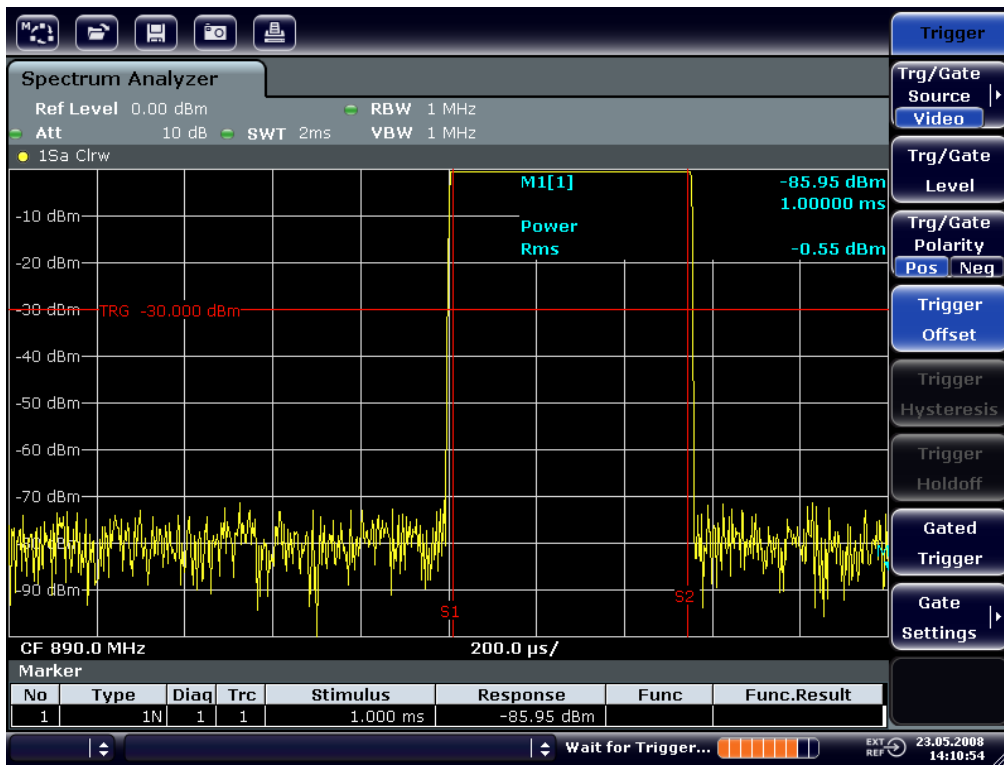 M
Trigger
Spectrum Analyzer
Ref Level 0.00 dBm
RBW 1 MHz
Att 10 dB SWT 2ms VBW 1 MHz
1Sa Clrw
M1[1] -85.95 dBm
1.00000 ms
Power
Rms -0.55 dBm
-10 dBm
-20 dBm
-30 dBm
TRG -30.000 dBm
-40 dBm
-50 dBm
-60 dBm
-70 dBm
-80 dBm
-90 dBm
S1
S2
CF 890.0 MHz 200.0 µs/
Marker
No Type Diag Trc Stimulus Response Func Func.Result
1 1N 1 1 1.000 ms -85.95 dBm
Wait for Trigger...
EXT REF
23.05.2008
14:10:54
Trg/Gate
Source
Video
Trg/Gate
Level
Trg/Gate
Polarity
Pos Neg
Trigger
Offset
Trigger
Hysteresis
Trigger
Holdoff
Gated
Trigger
Gate
Settings